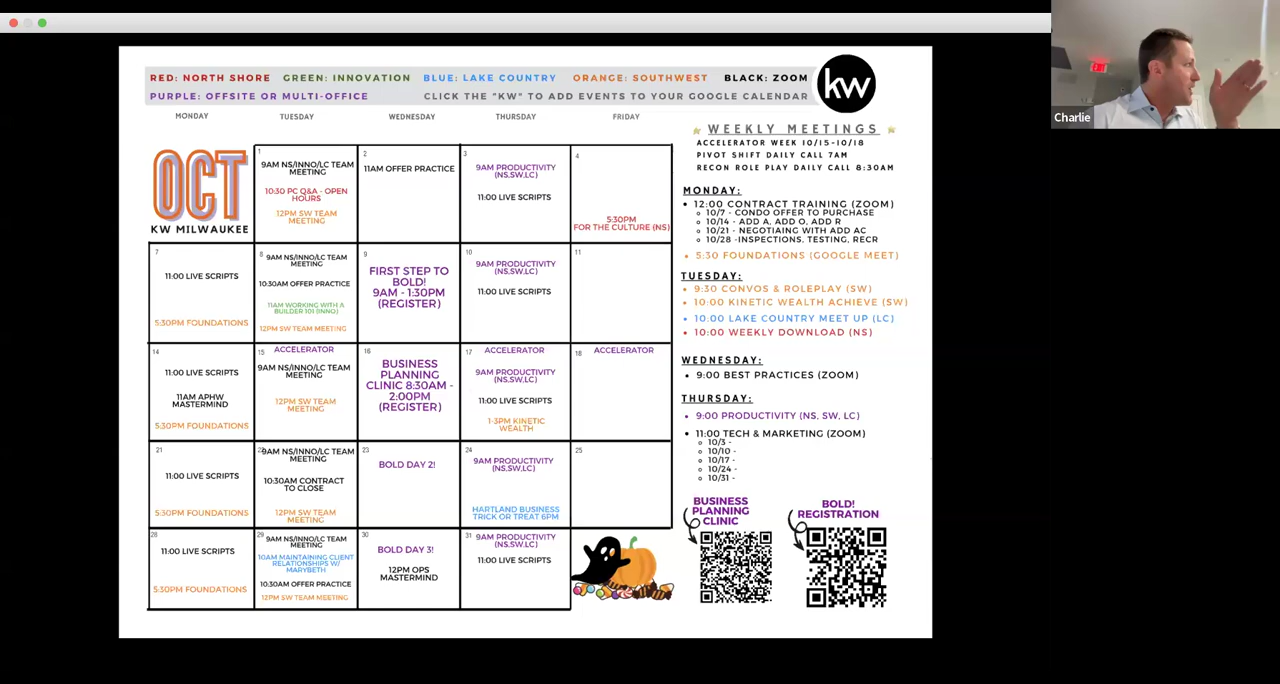 RED: NORTH SHORE GREEN: INNOVATION BLUE: LAKE COUNTRY ORANGE: SOUTHWEST BLACK: ZOOM
PURPLE: OFFSITE OR MULTI-OFFICE CLICK THE "KW" TO ADD EVENTS TO YOUR GOOGLE CALENDAR
kw
Charlie
MONDAY TUESDAY WEDNESDAY THURSDAY FRIDAY
OCT
KW MILWAUKEE
1
9AM NS/INNO/LC TEAM
MEETING
10:30 PC Q&A - OPEN
HOURS
12PM SW TEAM
MEETING
2
11AM OFFER PRACTICE
3
9AM PRODUCTIVITY
(NS,SW,LC)
11:00 LIVE SCRIPTS
4
5:30PM
FOR THE CULTURE (NS)
7
11:00 LIVE SCRIPTS
5:30PM FOUNDATIONS
8
9AM NS/INNO/LC TEAM
MEETING
10:30AM OFFER PRACTICE
11AM WORKING WITH A
BUILDER 101 (INNO)
12PM SW TEAM MEETING
9
FIRST STEP TO
BOLD!
9AM - 1:30PM
(REGISTER)
10
9AM PRODUCTIVITY
(NS,SW,LC)
11:00 LIVE SCRIPTS
11
14
11:00 LIVE SCRIPTS
11AM APHW
MASTERMIND
5:30PM FOUNDATIONS
15
ACCELERATOR
9AM NS/INNO/LC TEAM
MEETING
12PM SW TEAM
MEETING
16
BUSINESS
PLANNING
CLINIC 8:30AM -
2:00PM
(REGISTER)
17
ACCELERATOR
9AM PRODUCTIVITY
(NS,SW,LC)
11:00 LIVE SCRIPTS
1-3PM KINETIC
WEALTH
18
ACCELERATOR
21
11:00 LIVE SCRIPTS
5:30PM FOUNDATIONS
22
9AM NS/INNO/LC TEAM
MEETING
10:30AM CONTRACT
TO CLOSE
12PM SW TEAM
MEETING
23
BOLD DAY 2!
24
9AM PRODUCTIVITY
(NS,SW,LC)
HARTLAND BUSINESS
TRICK OR TREAT 6PM
25
28
11:00 LIVE SCRIPTS
5:30PM FOUNDATIONS
29
9AM NS/INNO/LC TEAM
MEETING
10AM MAINTAINING CLIENT
RELATIONSHIPS W/
MARYBETH
10:30AM OFFER PRACTICE
12PM SW TEAM MEETING
30
BOLD DAY 3!
12PM OPS
MASTERMIND
31
9AM PRODUCTIVITY
(NS,SW,LC)
11:00 LIVE SCRIPTS
WEEKLY MEETINGS
ACCELERATOR WEEK 10/15-10/18
PIVOT SHIFT DAILY CALL 7AM
RECON ROLE PLAY DAILY CALL 8:30AM
MONDAY:
12:00 CONTRACT TRAINING (ZOOM)
10/7 - CONDO OFFER TO PURCHASE
10/14 - ADD A, ADD O, ADD R
10/21 - NEGOTIAING WITH ADD AC
10/28 -INSPECTIONS, TESTING, RECR
5:30 FOUNDATIONS (GOOGLE MEET)
TUESDAY:
9:30 CONVOS & ROLEPLAY (SW)
10:00 KINETIC WEALTH ACHIEVE (SW)
10:00 LAKE COUNTRY MEET UP (LC)
10:00 WEEKLY DOWNLOAD (NS)
WEDNESDAY:
9:00 BEST PRACTICES (ZOOM)
THURSDAY:
9:00 PRODUCTIVITY (NS, SW, LC)
11:00 TECH & MARKETING (ZOOM)
10/3 -
10/10 -
10/17 -
10/24 -
10/31 -
BUSINESS
PLANNING
CLINIC
BOLD!
REGISTRATION